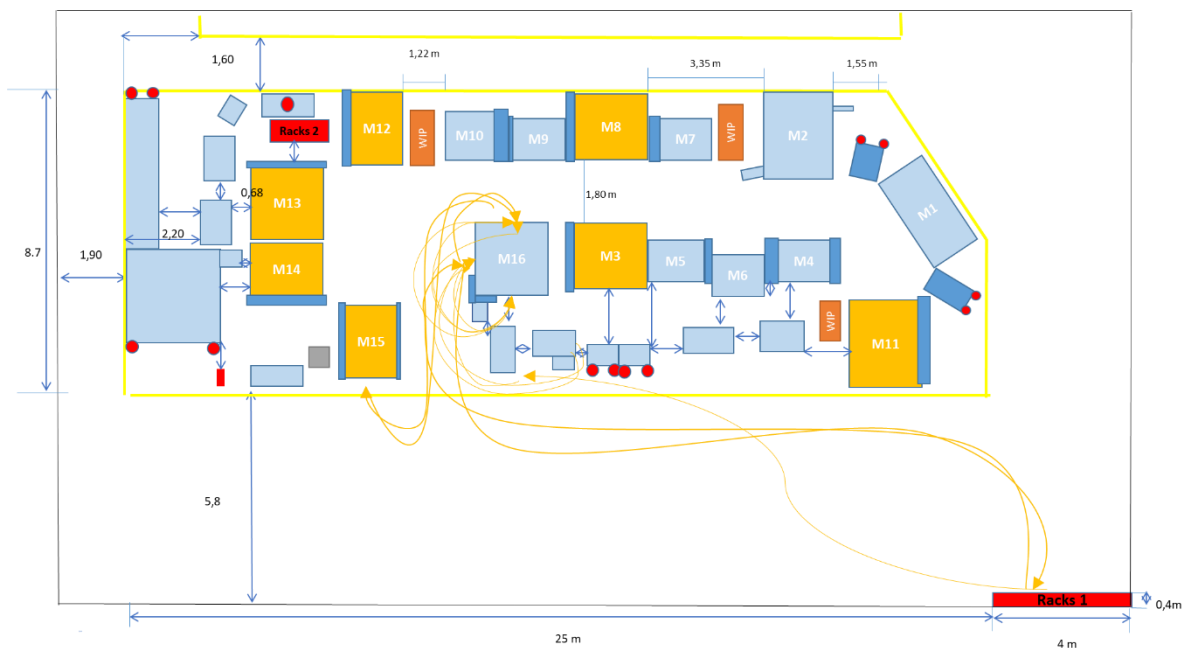 1,60
1,22 m
3,35 m
1,55 m
Racks 2
M12
WIP
M10
M9
M8
M7
WIP
M2
M13
0,68
1,80 m
M1
2,20
8.7
1,90
M14
M16
M3
M5
M6
M4
WIP
M15
M11
5,8
Racks 1
0,4m
25 m
4 m